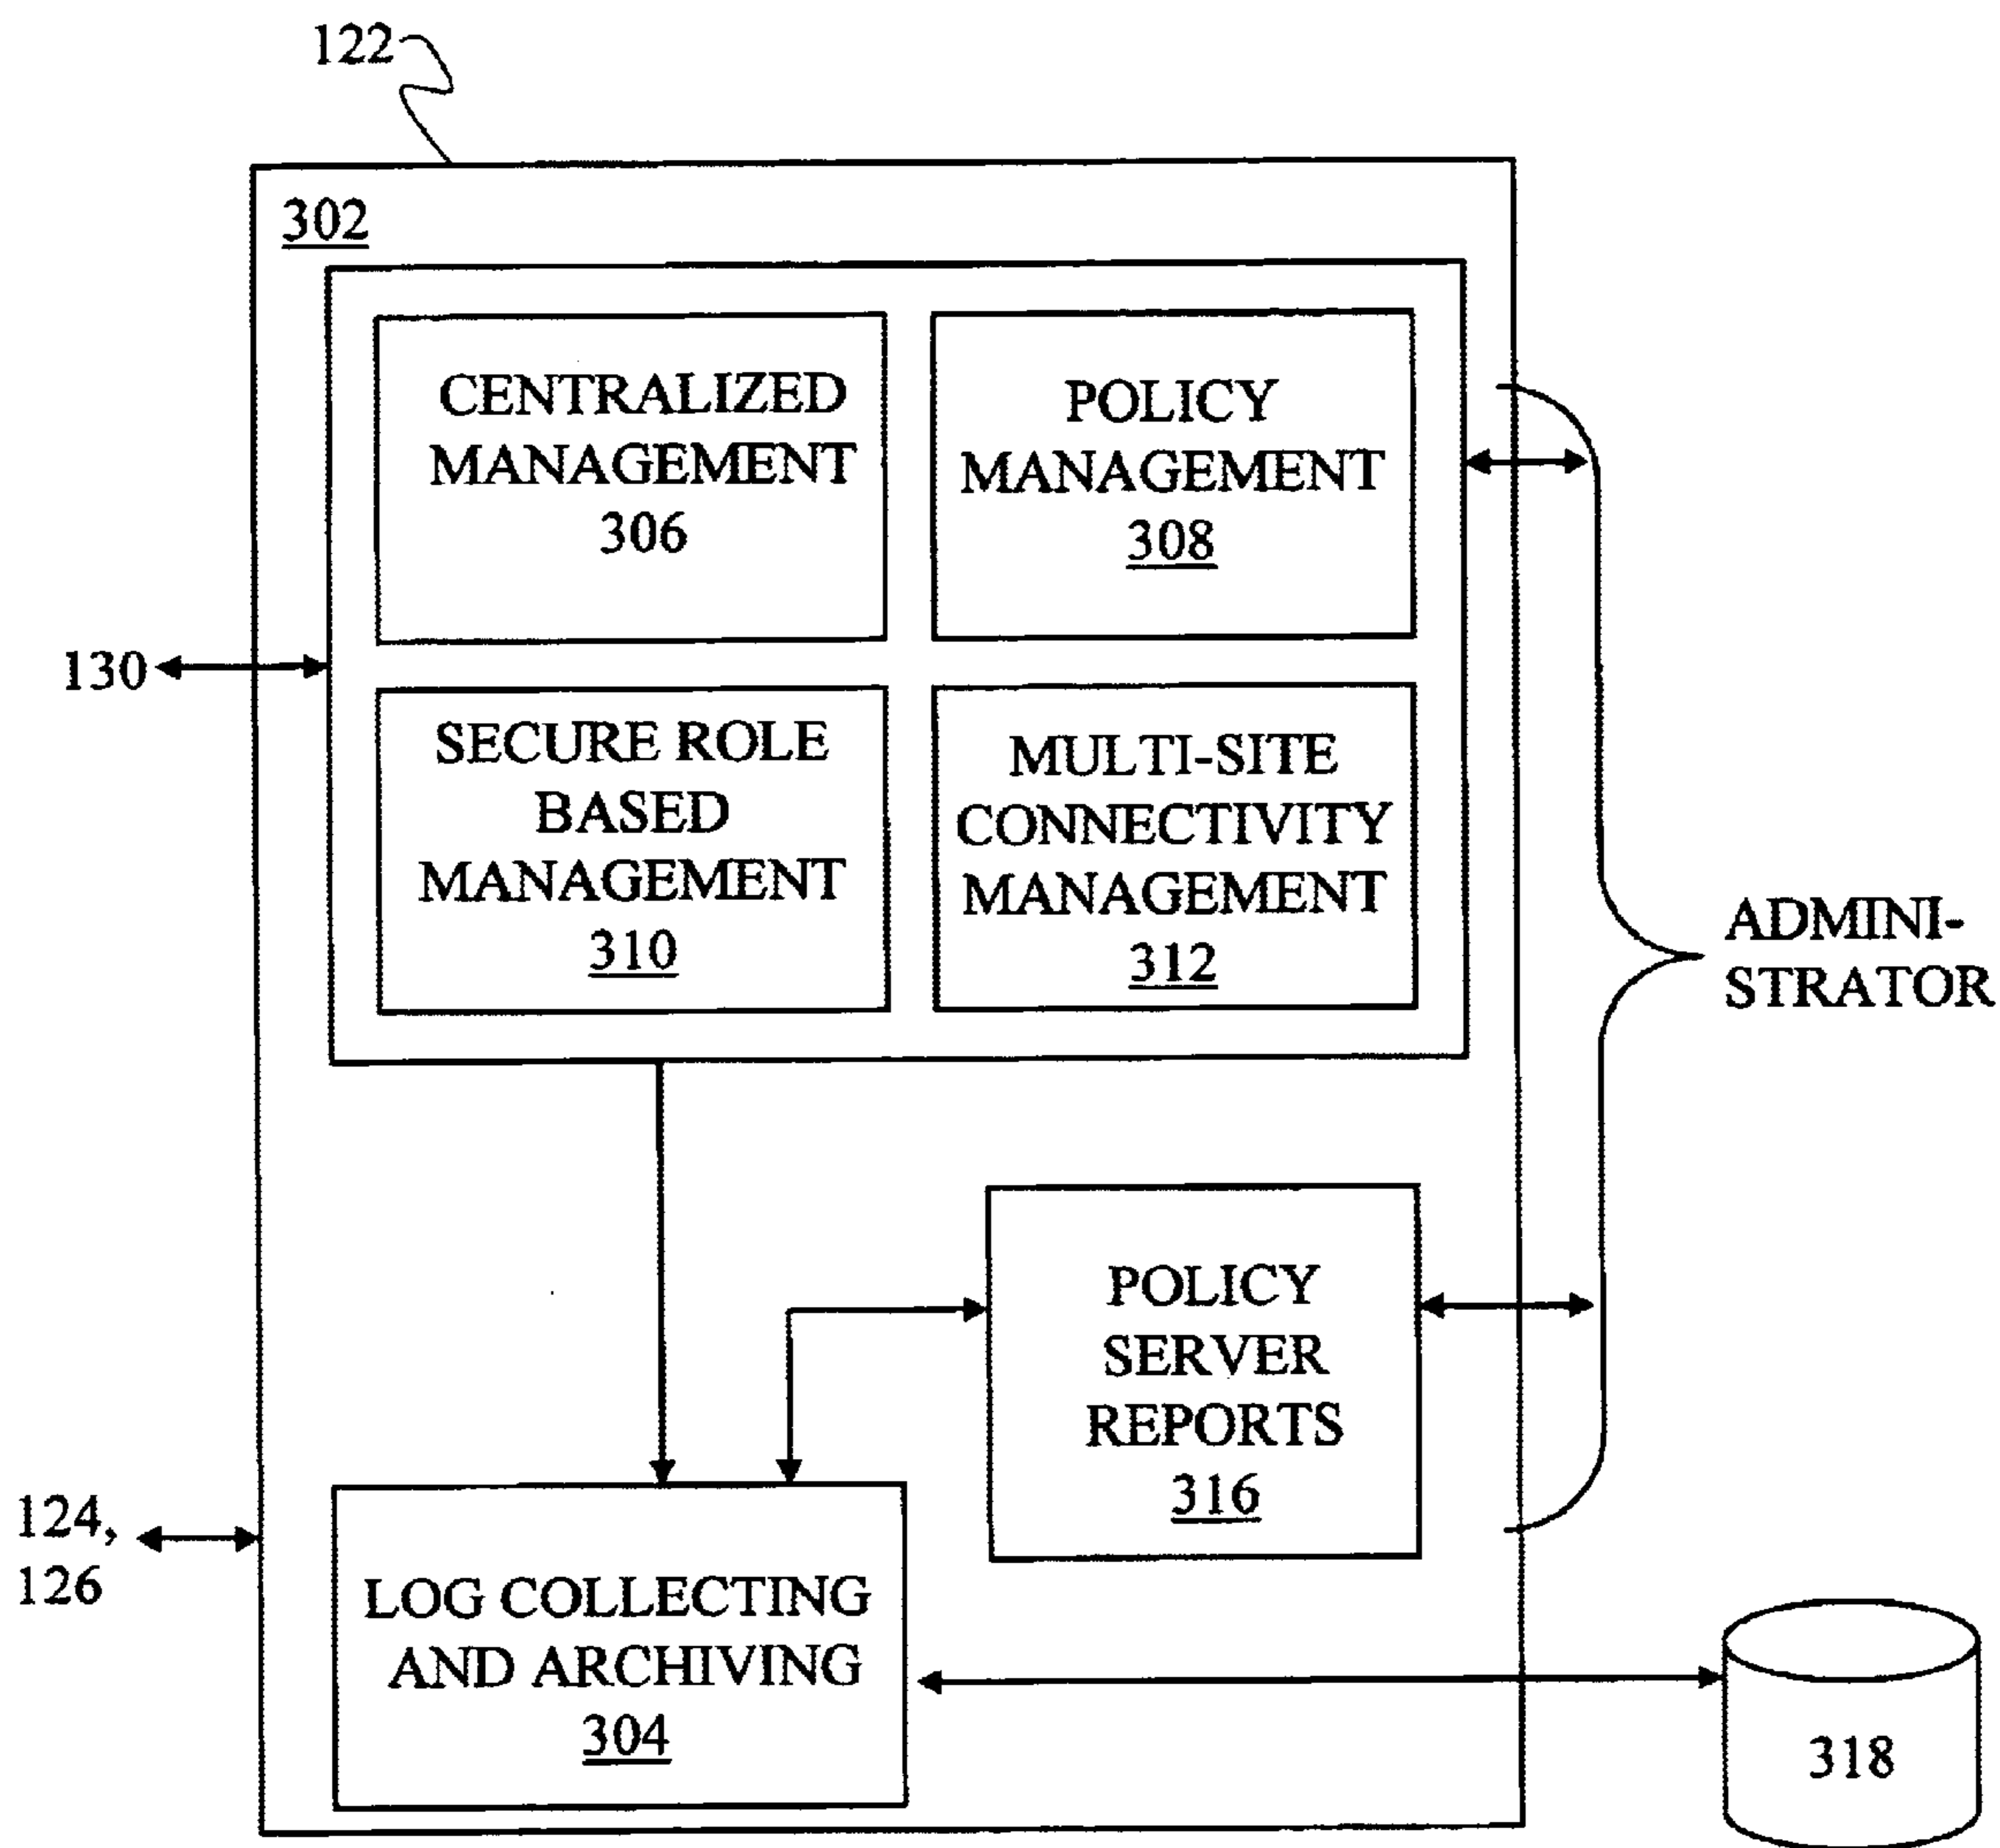 122
302
CENTRALIZED
MANAGEMENT
306
POLICY
MANAGEMENT
308
130
SECURE ROLE
BASED
MANAGEMENT
310
MULTI-SITE
CONNECTIVITY
MANAGEMENT
312
ADMINI-
STRATOR
POLICY
SERVER
REPORTS
316
124,
126
LOG COLLECTING
AND ARCHIVING
304
318